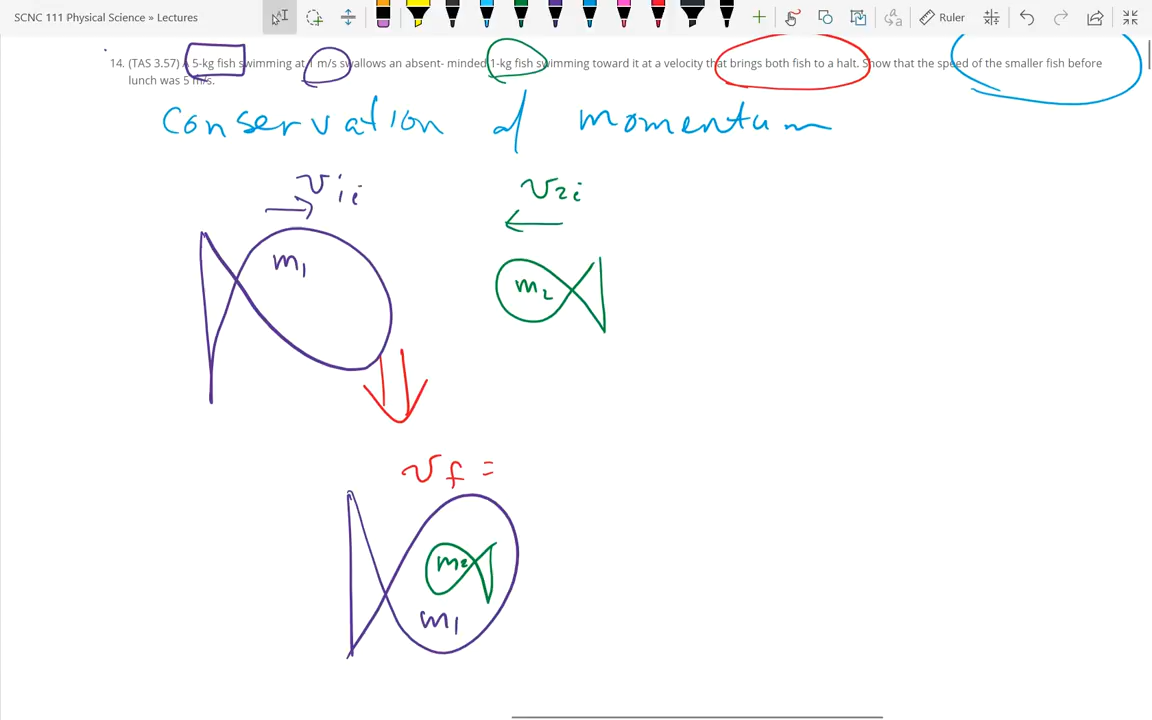 SCNC 111 Physical Science » Lectures
Ruler
14. (TAS 3.57) A 5-kg fish swimming at 1 m/s swallows an absent- minded 1-kg fish swimming toward it at a velocity that brings both fish to a halt. Show that the speed of the smaller fish before
lunch was 5 m/s.
Conservation of momentum
v1i
v2i
m1
m2
vf =
m2
m1